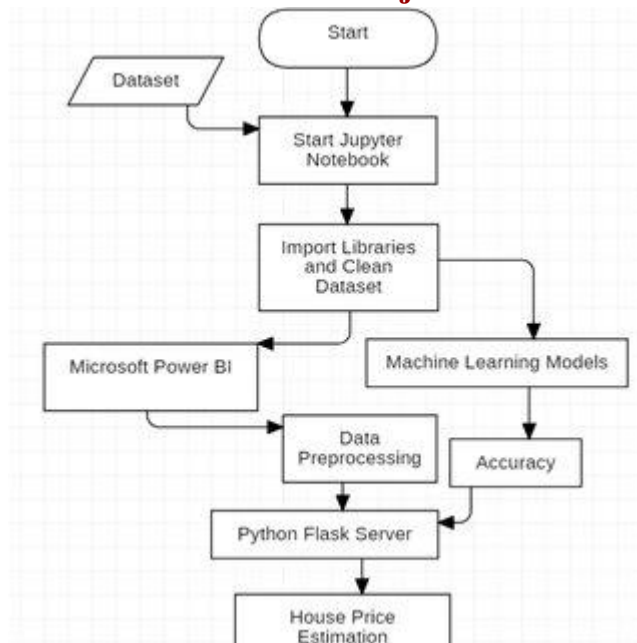 Start
Dataset
Start Jupyter
Notebook
Import Libraries
and Clean
Dataset
Microsoft Power BI
Machine Learning Models
Data
Preprocessing
Accuracy
Python Flask Server
House Price
Estimation